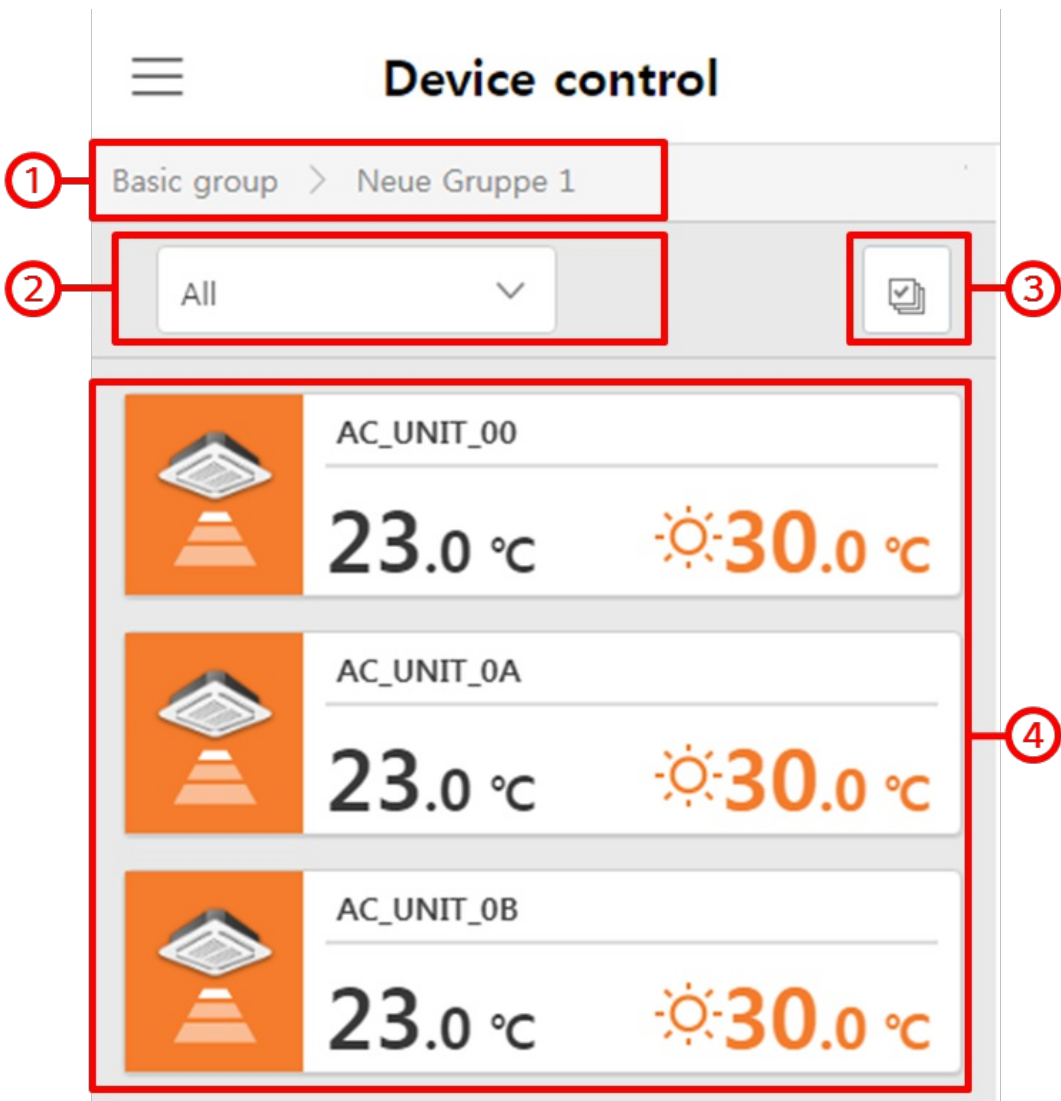 Device control
1
Basic group > Neue Gruppe 1
2
All
3
AC_UNIT_00
23.0 ℃
30.0 ℃
AC_UNIT_0A
23.0 ℃
30.0 ℃
4
AC_UNIT_0B
23.0 ℃
30.0 ℃